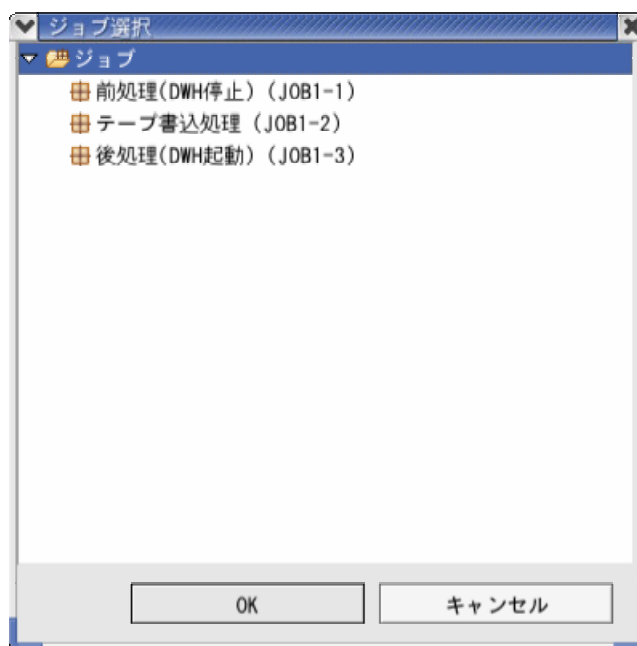 ジョブ選択
ジョブ
前処理(DWH停止) (JOB1-1)
テープ書込処理 (JOB1-2)
後処理(DWH起動) (JOB1-3)
OK
キャンセル